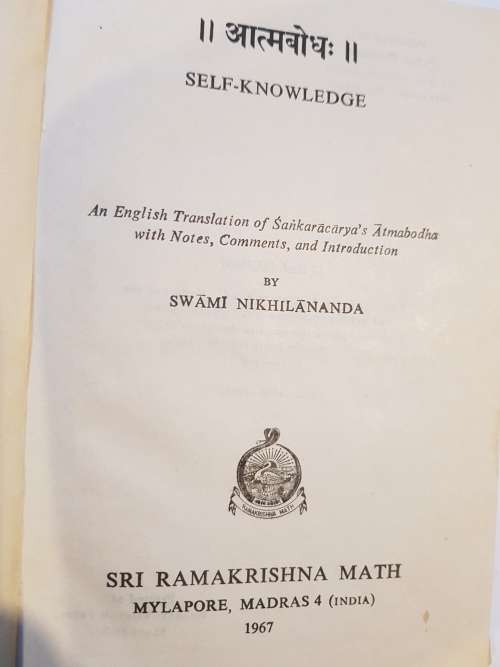 ॥ आत्मबोधः ॥
SELF-KNOWLEDGE
An English Translation of Śaṅkarācārya's Ātmabodha
with Notes, Comments, and Introduction
BY
SWĀMĪ NIKHILĀNANDA
RAMAKRISHNA MATH
SRI RAMAKRISHNA MATH
MYLAPORE, MADRAS 4 (INDIA)
1967